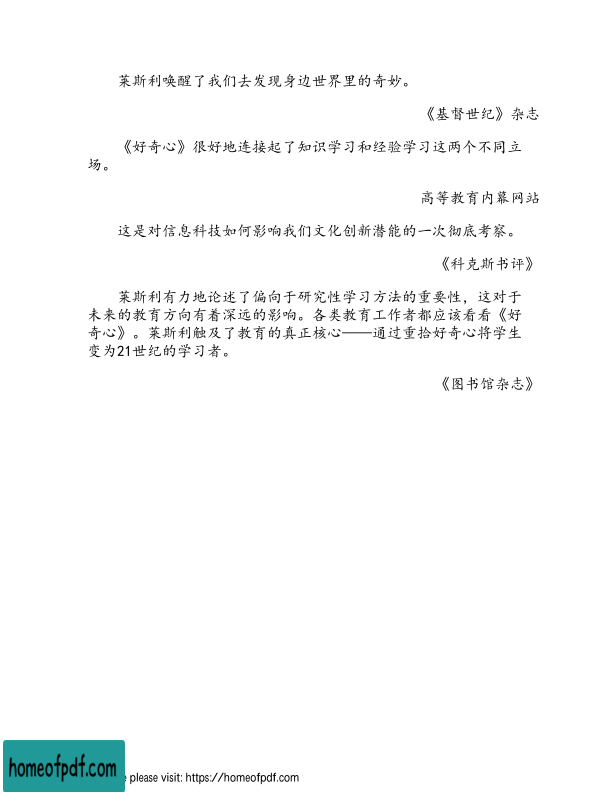 莱斯利唤醒了我们去发现身边世界里的奇妙。
《基督世纪》杂志
《好奇心》很好地连接起了知识学习和经验学习这两个不同立
场。
高等教育内幕网站
这是对信息科技如何影响我们文化创新潜能的一次彻底考察。
《科克斯书评》
莱斯利有力地论述了偏向于研究性学习方法的重要性，这对于
未来的教育方向有着深远的影响。各类教育工作者都应该看看《好
奇心》。莱斯利触及了教育的真正核心——通过重拾好奇心将学生
变为21世纪的学习者。
《图书馆杂志》
homeofpdf.com
please visit: https://homeofpdf.com